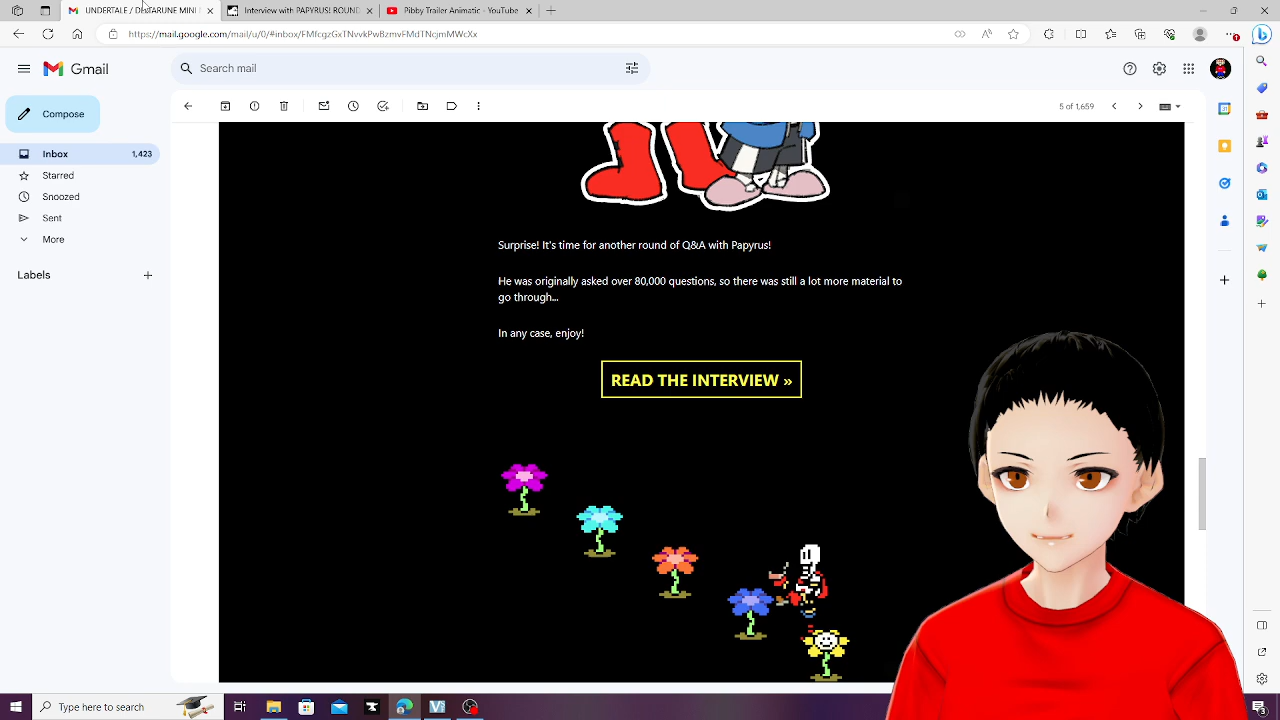 UNDERTALE / DELTARUNE MINI
Interview with PAPYRUS! ROUND
Pibby Trailer Animatic - YouTube
https://mail.google.com/mail/u/0/#inbox/FMfcgzGxTNvvkPwBzmvFMdTNcjmMWcXx
Gmail
Search mail
Compose
5 of 1,659
Inbox
1,423
Starred
Snoozed
Sent
More
Labels
Surprise! It's time for another round of Q&A with Papyrus!
He was originally asked over 80,000 questions, so there was still a lot more material to
go through...
In any case, enjoy!
READ THE INTERVIEW »
Type here to search